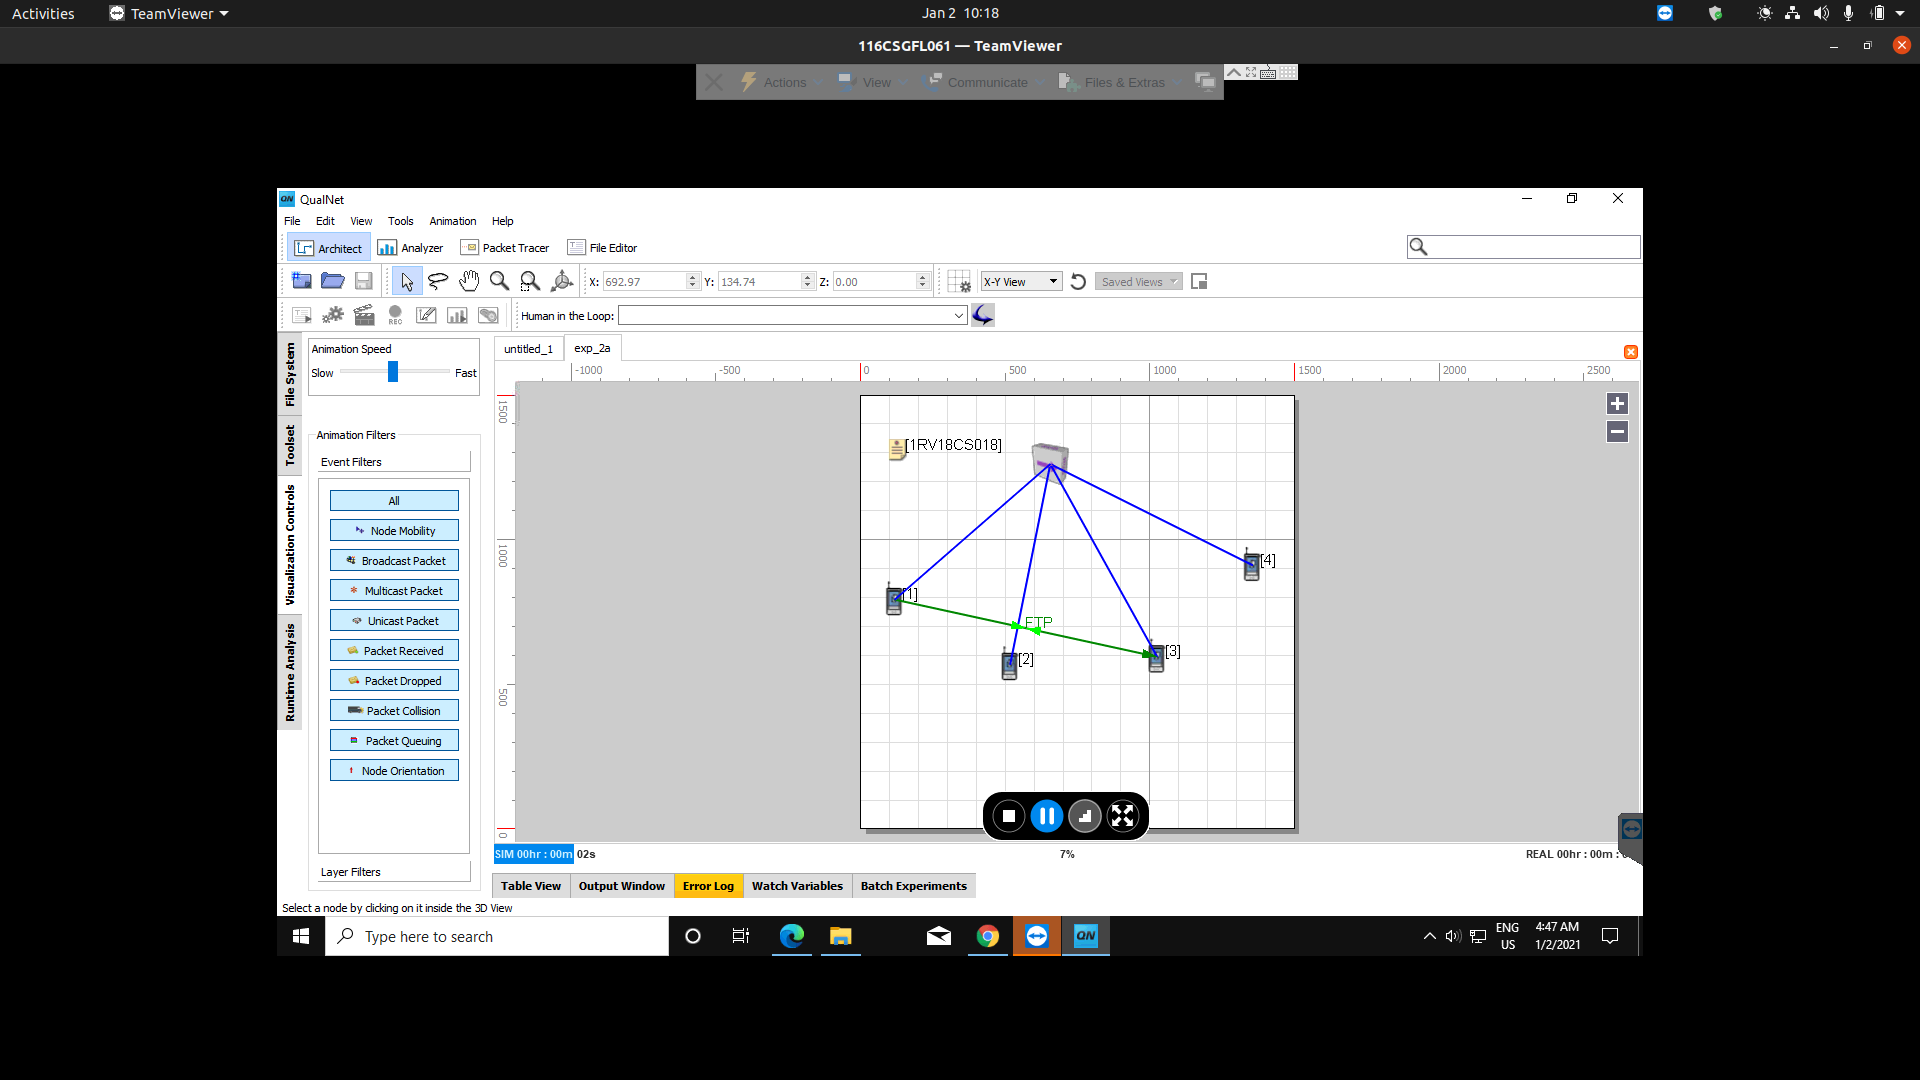 Activities TeamViewer Jan 2 10:18
116CSGFL061 — TeamViewer
Actions View Communicate Files & Extras
QN QualNet
File Edit View Tools Animation Help
Architect Analyzer Packet Tracer File Editor
X: 692.97 Y: 134.74 Z: 0.00 X-Y View Saved Views
REC Human in the Loop:
File System
Toolset
Visualization Controls
Runtime Analysis
Animation Speed
Slow Fast
Animation Filters
Event Filters
All
Node Mobility
Broadcast Packet
Multicast Packet
Unicast Packet
Packet Received
Packet Dropped
Packet Collision
Packet Queuing
Node Orientation
Layer Filters
untitled_1 exp_2a
-1000 -500 0 500 1000 1500 2000 2500
1500
1000
500
0
[1RV18CS018]
[4]
[1]
FTP
[3]
[2]
SIM 00hr : 00m 02s 7% REAL 00hr : 00m :
Table View Output Window Error Log Watch Variables Batch Experiments
Select a node by clicking on it inside the 3D View
Type here to search QN ENG
US 4:47 AM
1/2/2021